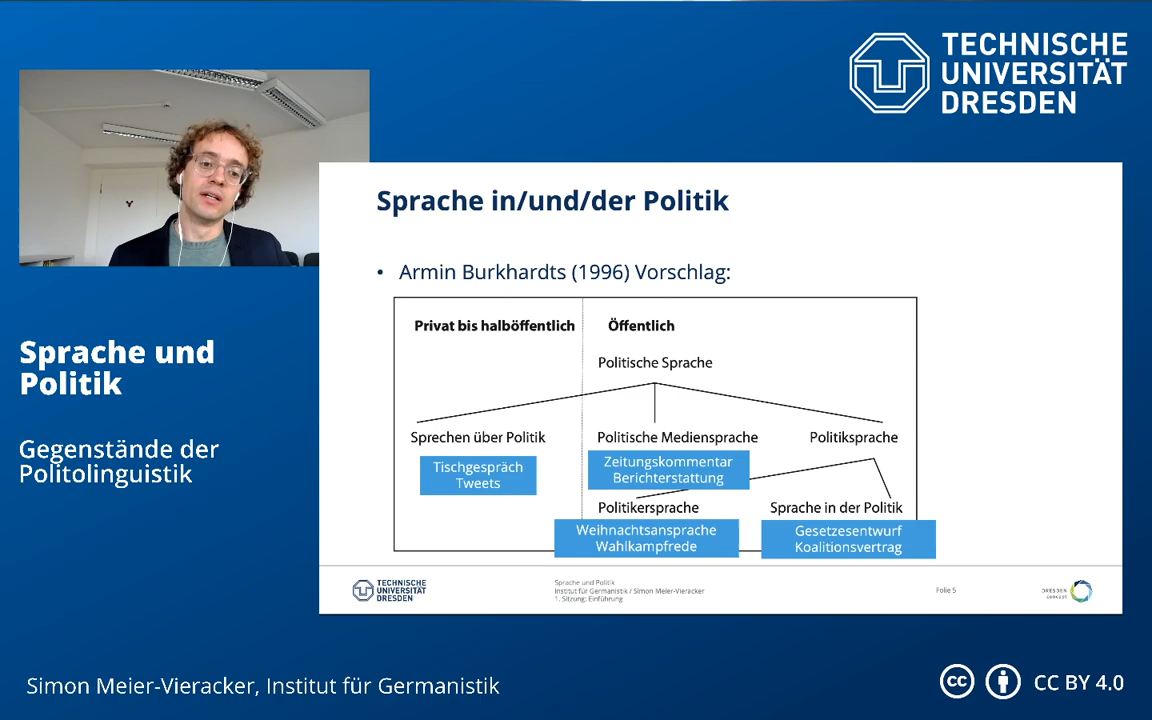 TECHNISCHE
UNIVERSITÄT
DRESDEN
Sprache in/und/der Politik
• Armin Burkhardts (1996) Vorschlag:
Privat bis halböffentlich
Öffentlich
Politische Sprache
Sprechen über Politik
Politische Mediensprache
Politiksprache
Tischgespräch
Tweets
Zeitungskommentar
Berichterstattung
Politikersprache
Sprache in der Politik
Weihnachtsansprache
Wahlkampfrede
Gesetzesentwurf
Koalitionsvertrag
TECHNISCHE
UNIVERSITÄT
DRESDEN
Sprache und Politik
Institut für Germanistik / Simon Meier-Vieracker
1. Sitzung: Einführung
Folie 5
DRESDEN
concept
Sprache und
Politik
Gegenstände der
Politolinguistik
Simon Meier-Vieracker, Institut für Germanistik
cc
CC BY 4.0